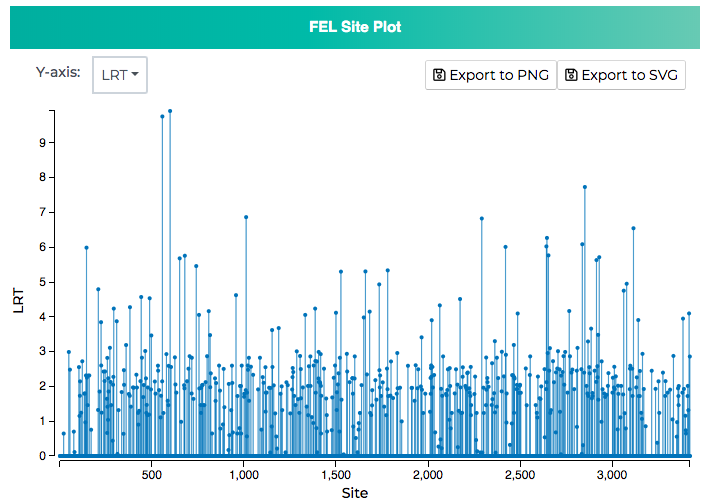 FEL Site Plot
Y-axis: LRT Export to PNG Export to SVG
9
8
7
6
5
4
3
2
1
0
LRT
500 1,000 1,500 2,000 2,500 3,000
Site